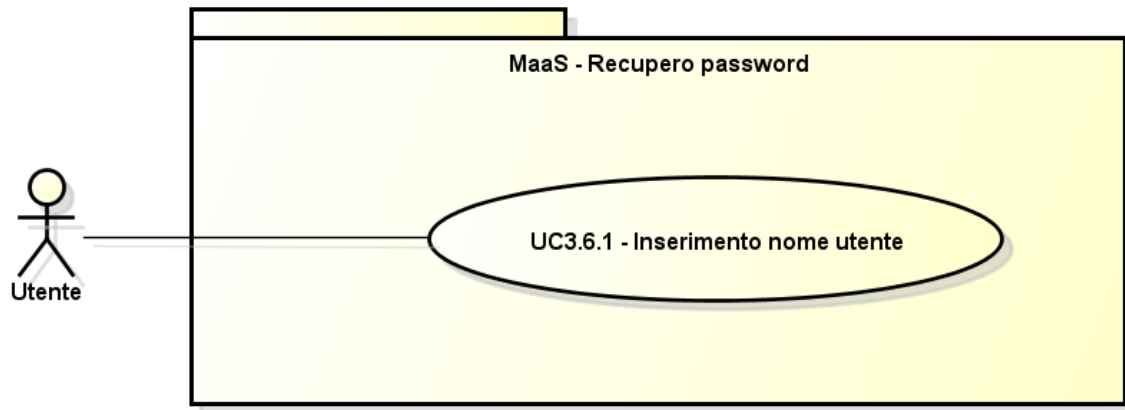 MaaS - Recupero password
UC3.6.1 - Inserimento nome utente
Utente